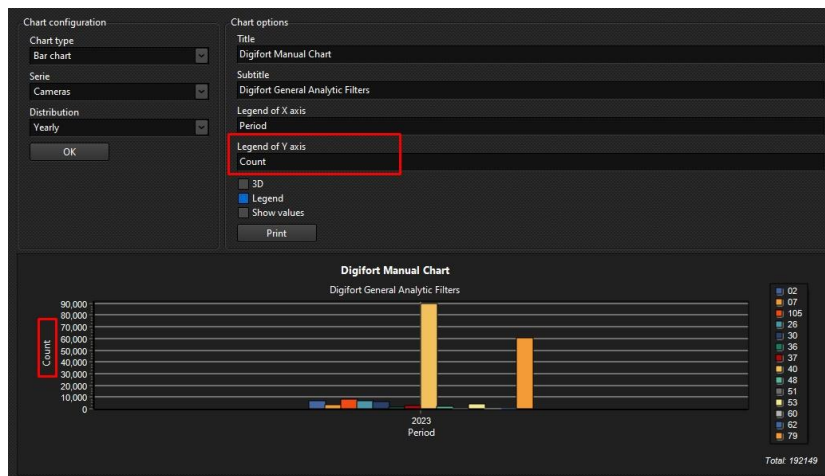 Chart configuration
Chart type
Bar chart
Serie
Cameras
Distribution
Yearly
OK
Chart options
Title
Digifort Manual Chart
Subtitle
Digifort General Analytic Filters
Legend of X axis
Period
Legend of Y axis
Count
3D
Legend
Show values
Print
Digifort Manual Chart
Digifort General Analytic Filters
Count
90,000
80,000
70,000
60,000
50,000
40,000
30,000
20,000
10,000
0
2023
Period
02
07
105
26
30
36
37
40
48
51
53
60
62
79
Total: 192149